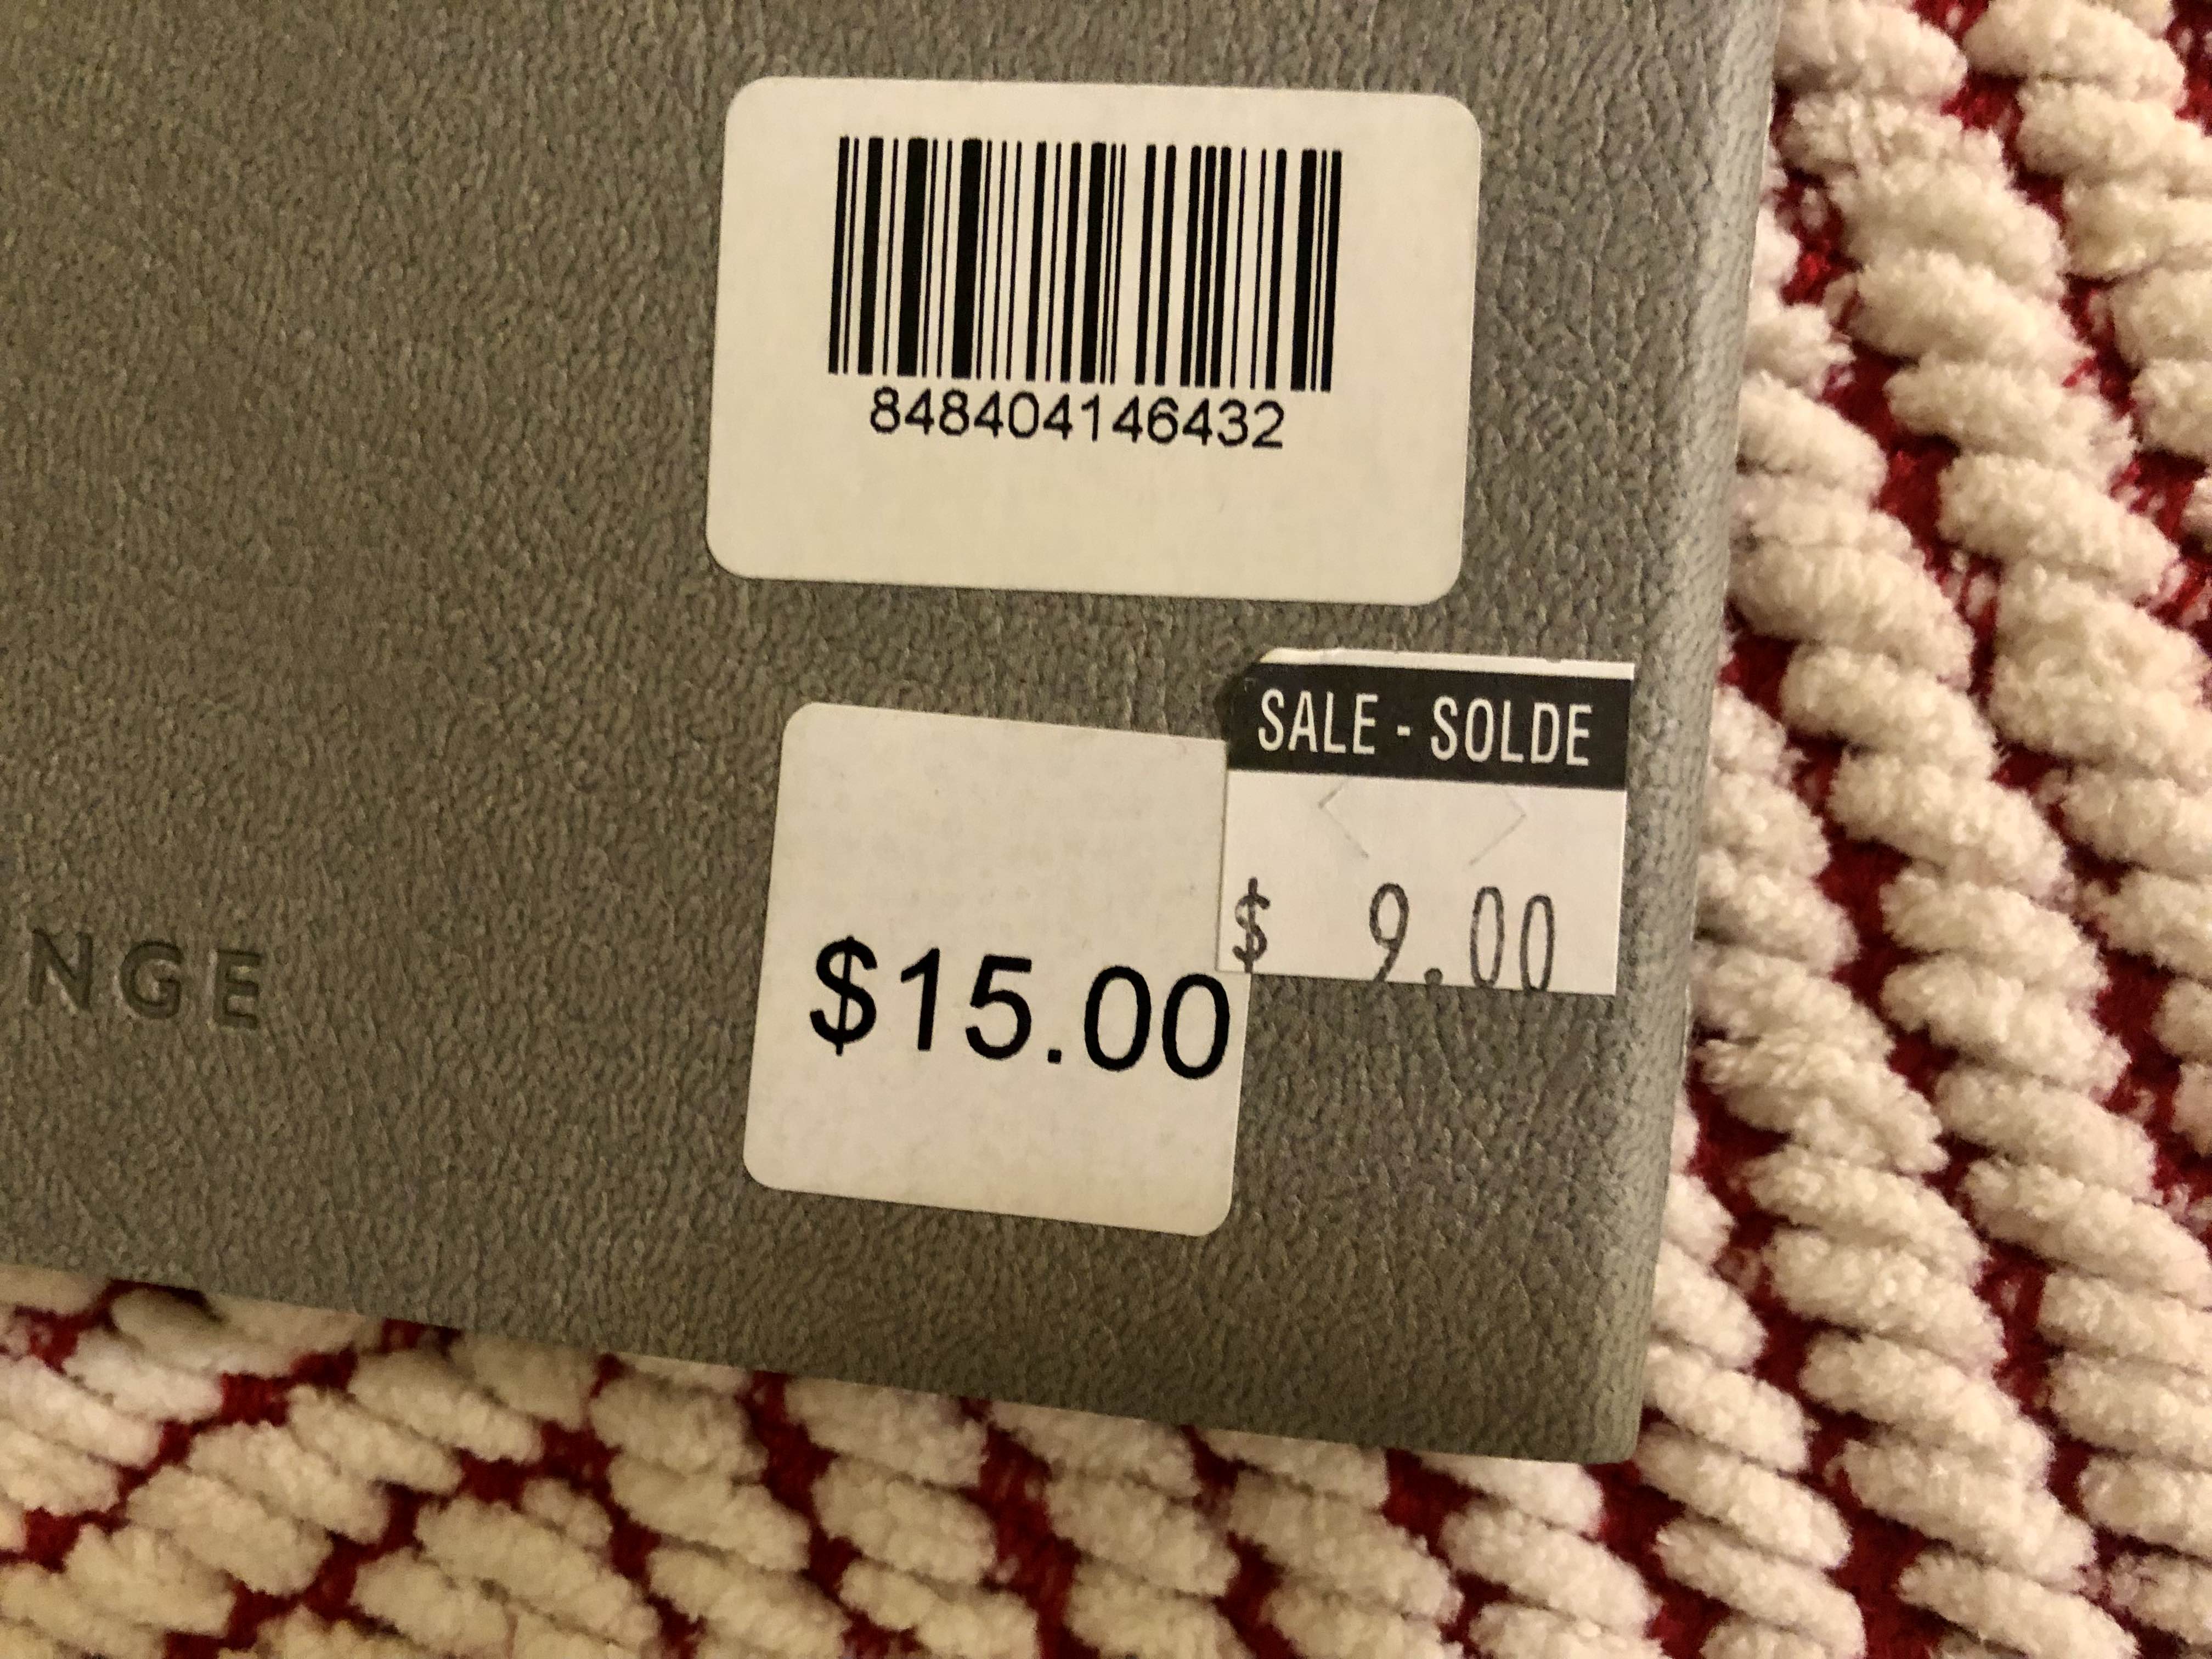 848404146432
SALE - SOLDE
$ 9.00
$15.00
NGE